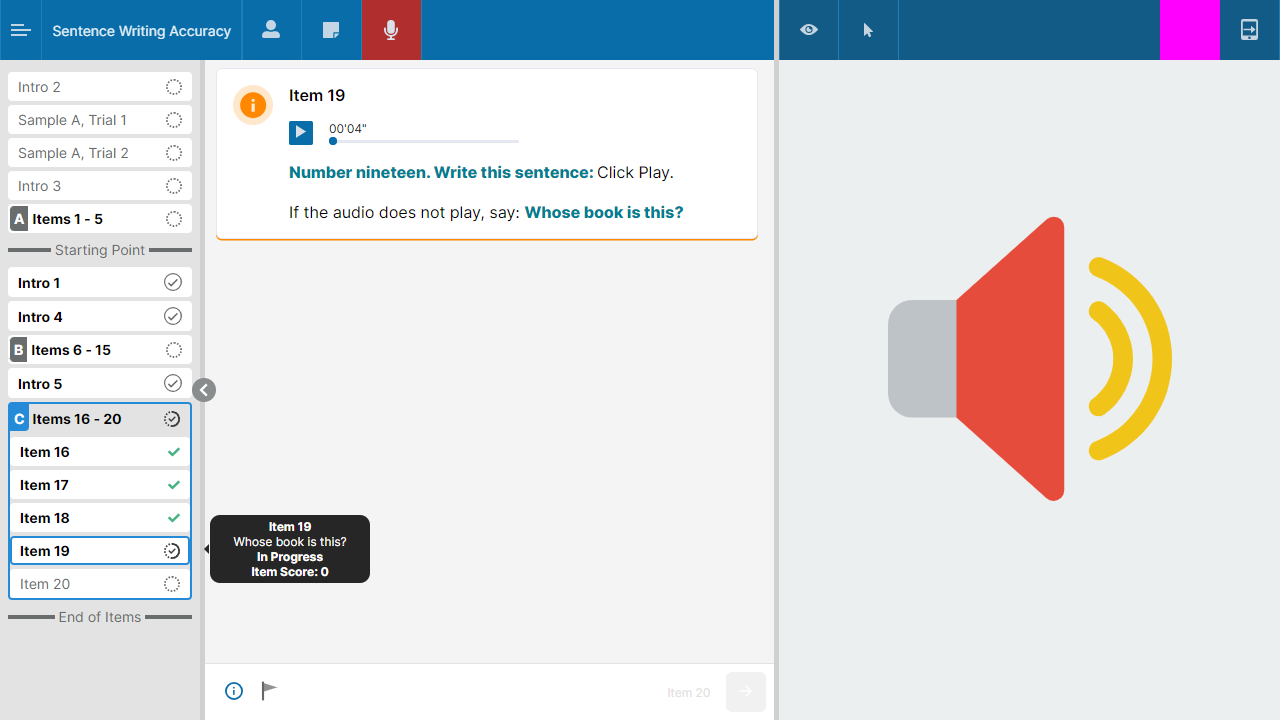 Sentence Writing Accuracy
Intro 2
Sample A, Trial 1
Sample A, Trial 2
Intro 3
A Items 1 - 5
Starting Point
Intro 1
Intro 4
B Items 6 - 15
Intro 5
C Items 16 - 20
Item 16
Item 17
Item 18
Item 19
Item 20
End of Items
Item 19
00'04"
Number nineteen. Write this sentence: Click Play.
If the audio does not play, say: Whose book is this?
Item 19
Whose book is this?
In Progress
Item Score: 0
Item 20